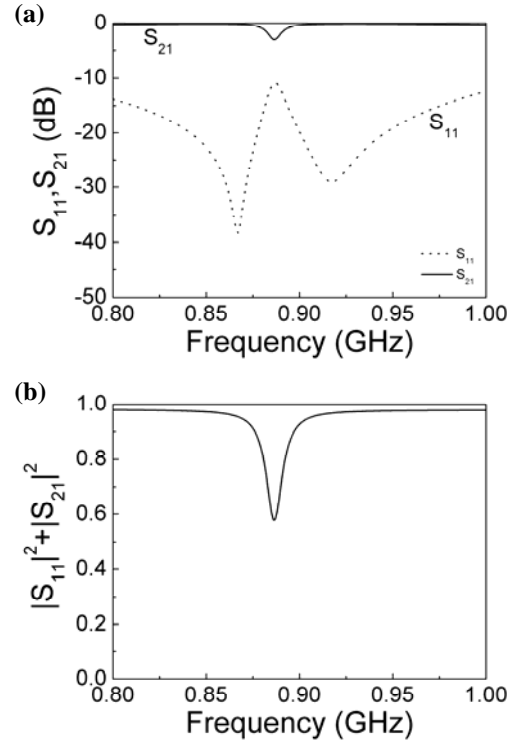 (a)
0
-10
-20
-30
-40
-50
S11, S21 (dB)
S21
S11
S11
S21
0.80 0.85 0.90 0.95 1.00
Frequency (GHz)
(b)
1.0
0.8
0.6
0.4
0.2
0.0
|S11|²+|S21|²
0.80 0.85 0.90 0.95 1.00
Frequency (GHz)